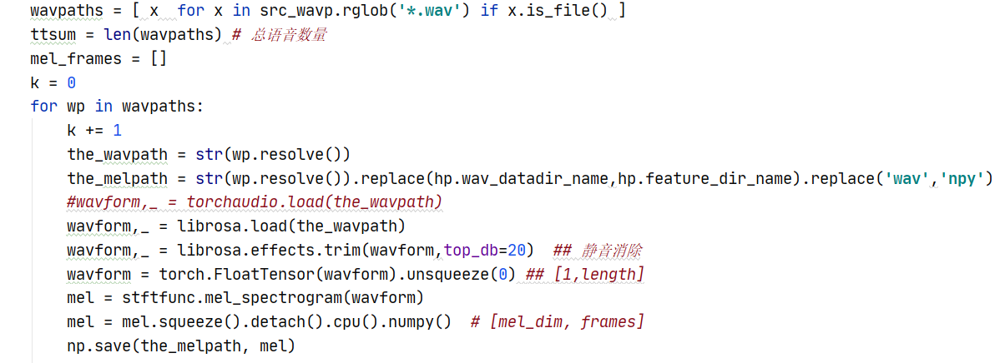 wavpaths = [ x  for x in src_wavp.rglob('*.wav') if x.is_file() ]
ttsum = len(wavpaths) # 总语音数量
mel_frames = []
k = 0
for wp in wavpaths:
    k += 1
    the_wavpath = str(wp.resolve())
    the_melpath = str(wp.resolve()).replace(hp.wav_datadir_name,hp.feature_dir_name).replace('wav','npy')
    #wavform,_ = torchaudio.load(the_wavpath)
    wavform,_ = librosa.load(the_wavpath)
    wavform,_ = librosa.effects.trim(wavform,top_db=20)  ## 静音消除
    wavform = torch.FloatTensor(wavform).unsqueeze(0) ## [1,length]
    mel = stftfunc.mel_spectrogram(wavform)
    mel = mel.squeeze().detach().cpu().numpy()  # [mel_dim, frames]
    np.save(the_melpath, mel)